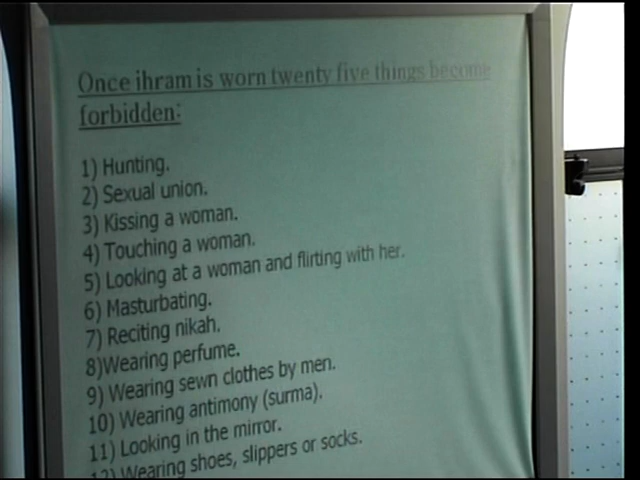 Once ihram is worn twenty five things become
forbidden:
1) Hunting.
2) Sexual union.
3) Kissing a woman.
4) Touching a woman.
5) Looking at a woman and flirting with her.
6) Masturbating.
7) Reciting nikah.
8)Wearing perfume.
9) Wearing sewn clothes by men.
10) Wearing antimony (surma).
11) Looking in the mirror.
12) Wearing shoes, slippers or socks.